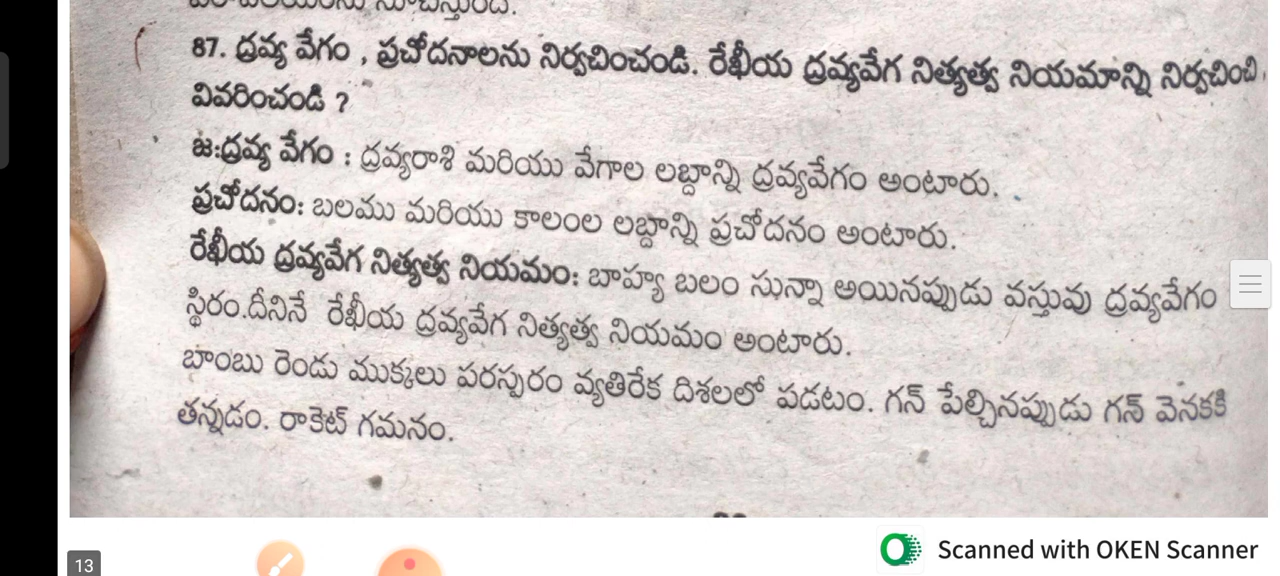 87. ద్రవ్య వేగం , ప్రచోదనాలను నిర్వచించండి. రేఖీయ ద్రవ్యవేగ నిత్యత్వ నియమాన్ని నిర్వచించి,
వివరించండి ?
జ:ద్రవ్య వేగం : ద్రవ్యరాశి మరియు వేగాల లబ్దాన్ని ద్రవ్యవేగం అంటారు.
ప్రచోదనం: బలము మరియు కాలంల లబ్దాన్ని ప్రచోదనం అంటారు.
రేఖీయ ద్రవ్యవేగ నిత్యత్వ నియమం: బాహ్య బలం సున్నా అయినప్పుడు వస్తువు ద్రవ్యవేగం
స్థిరం.దీనినే రేఖీయ ద్రవ్యవేగ నిత్యత్వ నియమం అంటారు.
బాంబు రెండు ముక్కలు పరస్పరం వ్యతిరేక దిశలలో పడటం. గన్ పేల్చినప్పుడు గన్ వెనకకి
తన్నడం. రాకెట్ గమనం.
13
Scanned with OKEN Scanner